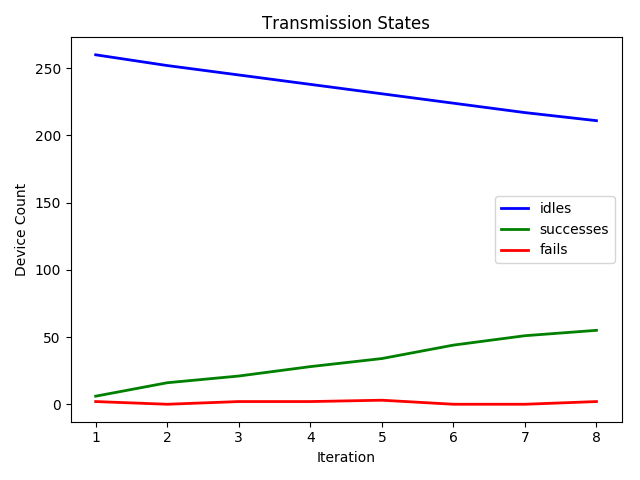 Transmission States
Device Count
250
200
150
100
50
0
idles
successes
fails
1 2 3 4 5 6 7 8
Iteration